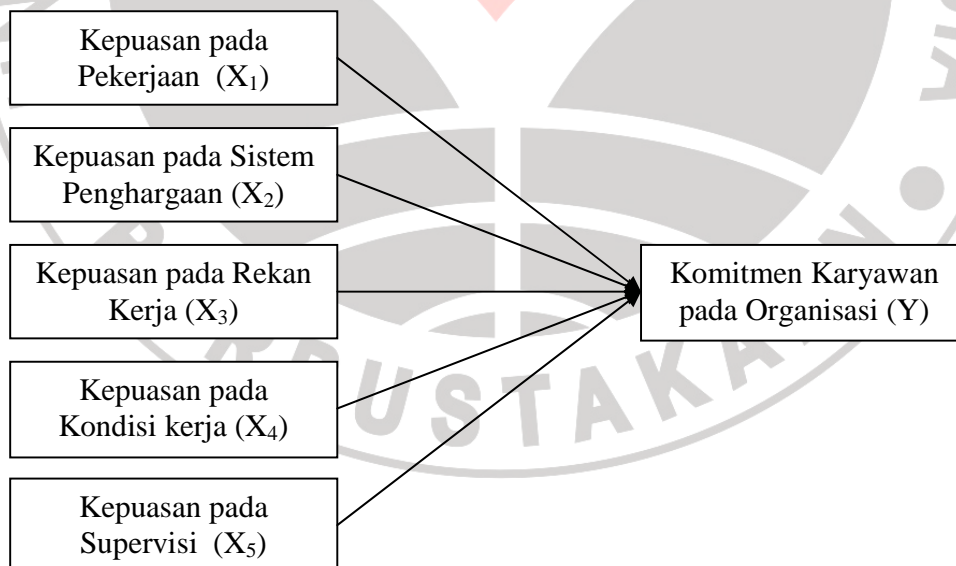 Kepuasan pada
Pekerjaan (X₁)
Kepuasan pada Sistem
Penghargaan (X₂)
Kepuasan pada Rekan
Kerja (X₃)
Kepuasan pada
Kondisi kerja (X₄)
Kepuasan pada
Supervisi (X₅)
Komitmen Karyawan
pada Organisasi (Y)